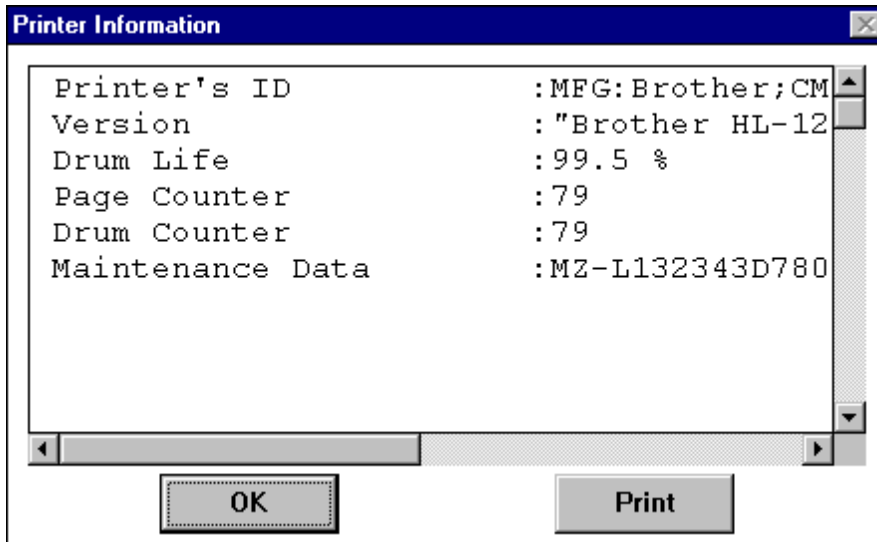 Printer Information
Printer's ID :MFG:Brother;CM
Version :"Brother HL-12
Drum Life :99.5 %
Page Counter :79
Drum Counter :79
Maintenance Data :MZ-L132343D780
OK Print